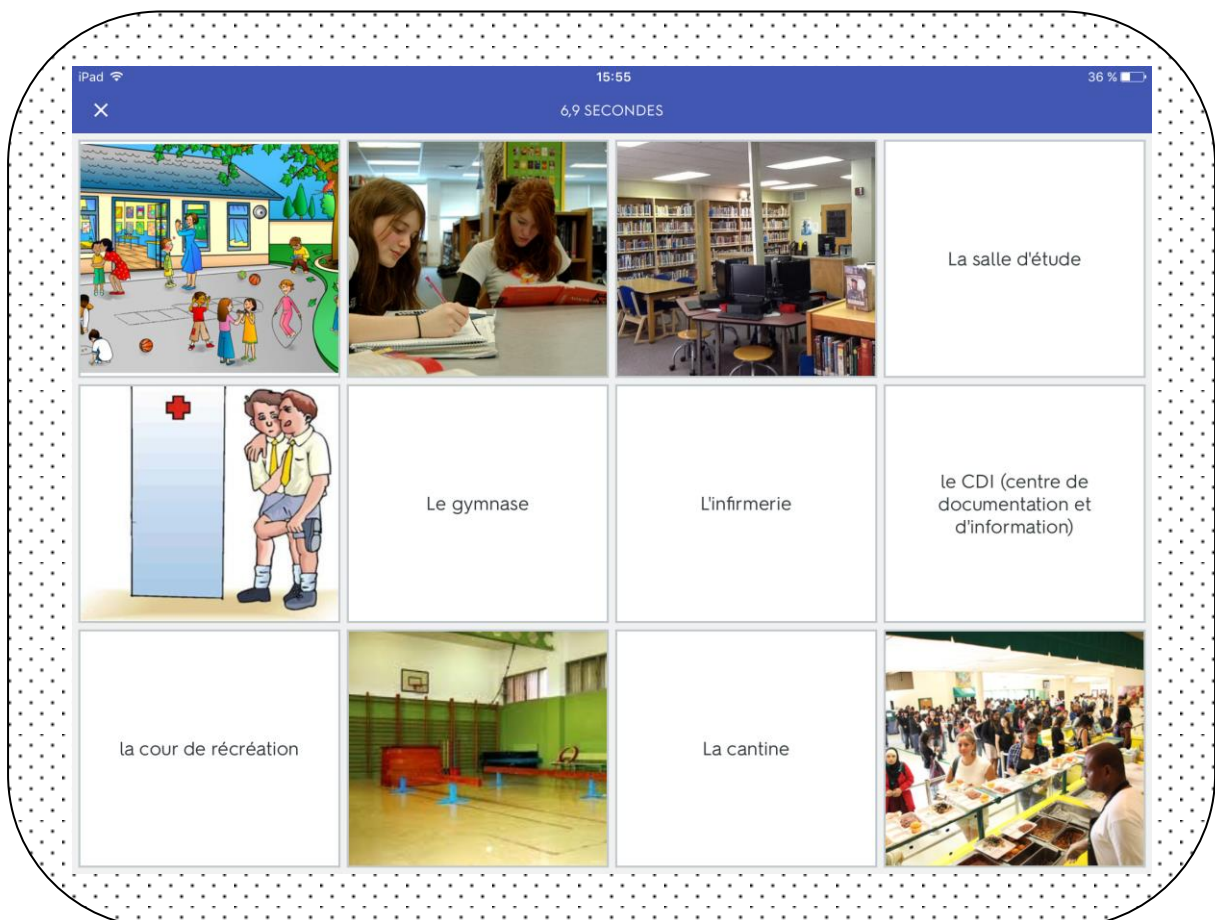 iPad
15:55
36 %
6,9 SECONDES
La salle d'étude
Le gymnase
L'infirmerie
le CDI (centre de
documentation et
d'information)
la cour de récréation
La cantine